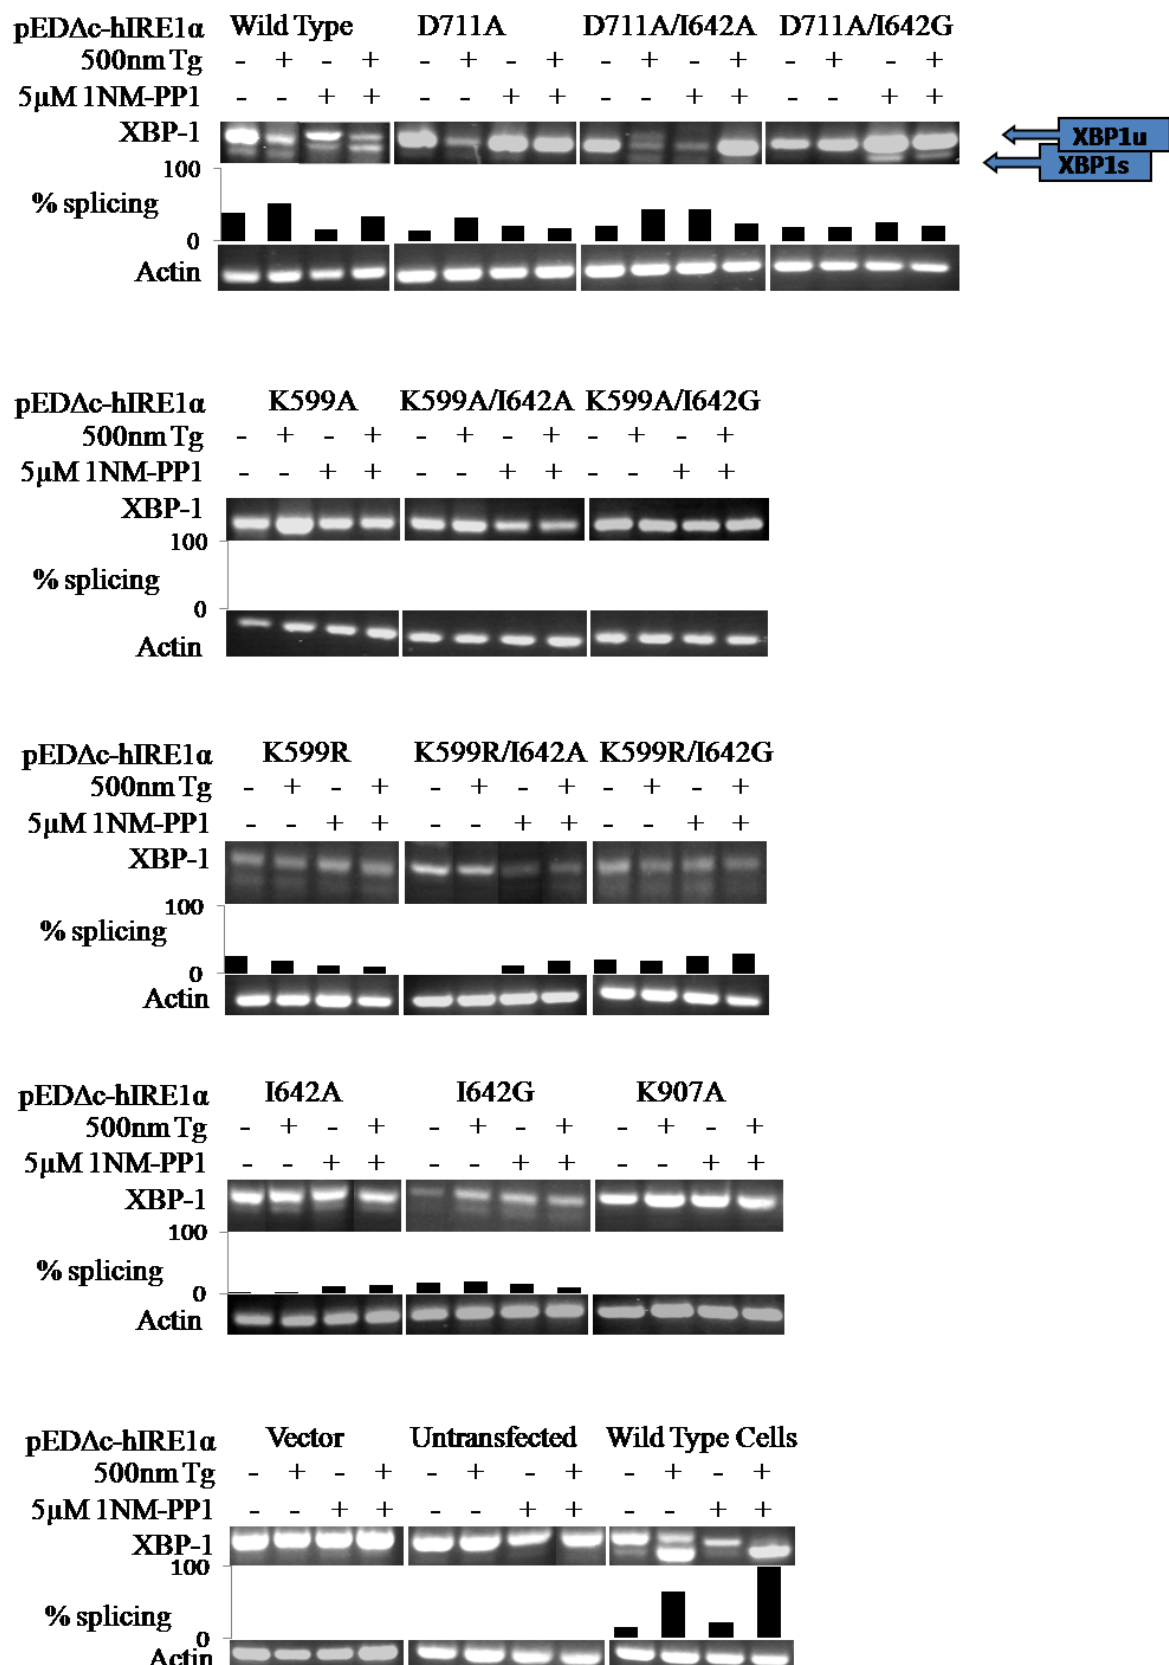 pEDΔc-hIRE1α Wild Type D711A D711A/I642A D711A/I642G
500nm Tg - + - + - + - + - + - + - + - +
5μM 1NM-PP1 - - + + - - + + - - + + - - + +
XBP-1 XBP1u
XBP1s
100
% splicing
0
Actin
pEDΔc-hIRE1α K599A K599A/I642A K599A/I642G
500nm Tg - + - + - + - + - + - +
5μM 1NM-PP1 - - + + - - + + - - + +
XBP-1
100
% splicing
0
Actin
pEDΔc-hIRE1α K599R K599R/I642A K599R/I642G
500nm Tg - + - + - + - + - + - +
5μM 1NM-PP1 - - + + - - + + - - + +
XBP-1
100
% splicing
0
Actin
pEDΔc-hIRE1α I642A I642G K907A
500nm Tg - + - + - + - + - + - +
5μM 1NM-PP1 - - + + - - + + - - + +
XBP-1
100
% splicing
0
Actin
pEDΔc-hIRE1α Vector Untransfected Wild Type Cells
500nm Tg - + - + - + - + - + - +
5μM 1NM-PP1 - - + + - - + + - - + +
XBP-1
100
% splicing
0
Actin